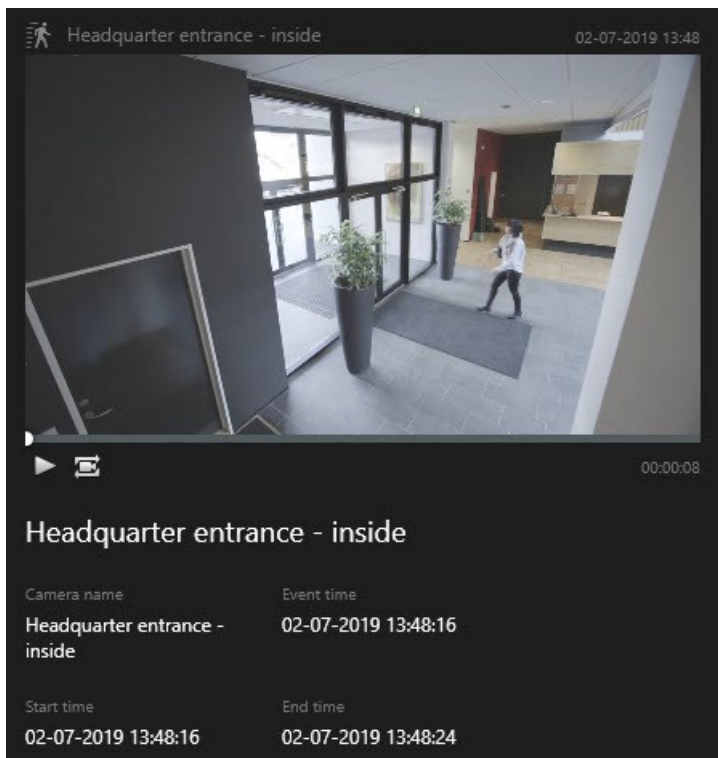 Headquarter entrance - inside
02-07-2019 13:48
00:00:08
Headquarter entrance - inside
Camera name
Event time
Headquarter entrance -
inside
02-07-2019 13:48:16
Start time
End time
02-07-2019 13:48:16
02-07-2019 13:48:24